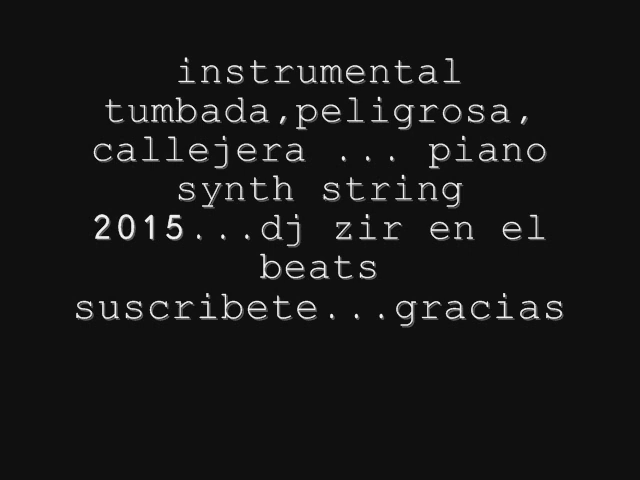 instrumental
tumbada,peligrosa,
callejera ... piano
synth string
2015...dj zir en el
beats
suscribete...gracias